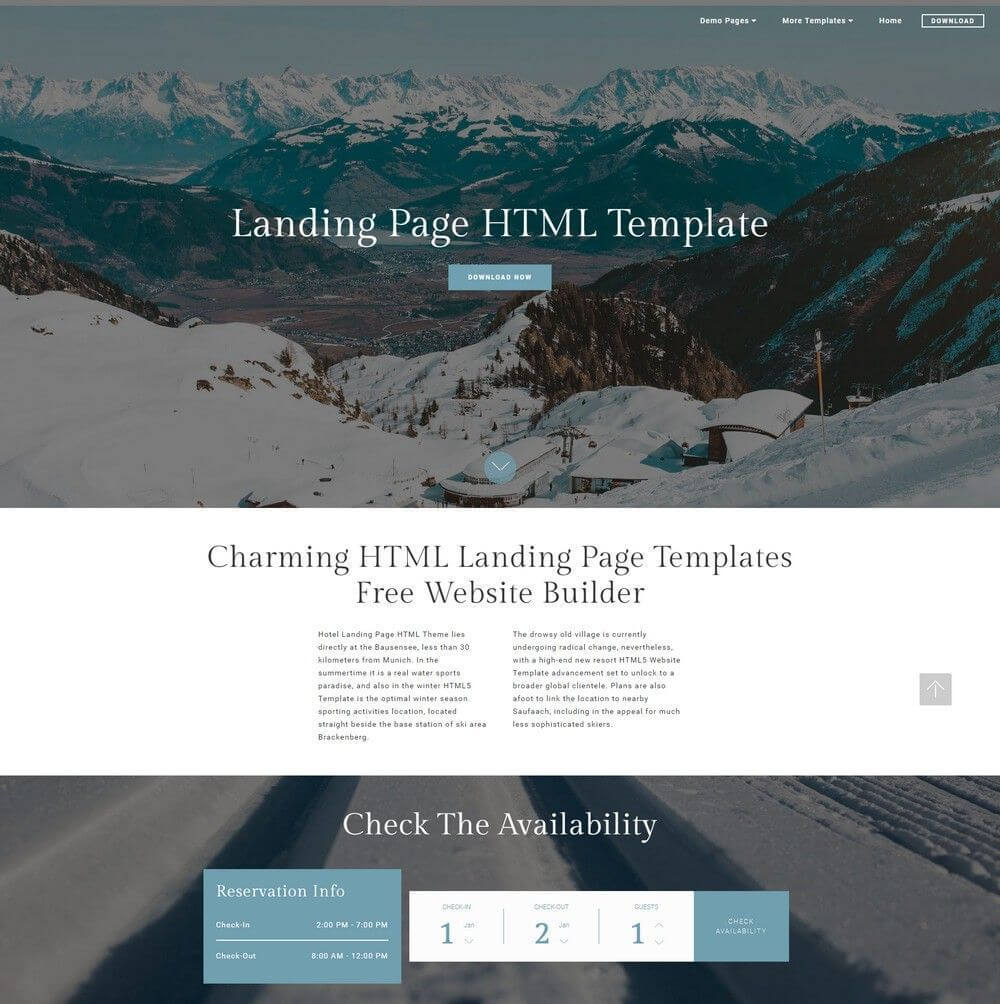 Demo Pages More Templates Home DOWNLOAD
Landing Page HTML Template
DOWNLOAD NOW
Charming HTML Landing Page Templates
Free Website Builder
Hotel Landing Page HTML Theme lies
directly at the Bausensee, less than 30
kilometers from Munich. In the
summertime it is a real water sports
paradise, and also in the winter HTML5
Template is the optimal winter season
sporting activities location, located
straight beside the base station of ski area
Brackenberg.
The drowsy old village is currently
undergoing radical change, nevertheless,
with a high-end new resort HTML5 Website
Template advancement set to unlock to a
broader global clientele. Plans are also
afoot to link the location to nearby
Saufaach, including in the appeal for much
less sophisticated skiers.
Check The Availability
Reservation Info
Check-In 2:00 PM - 7:00 PM
Check-Out 8:00 AM - 12:00 PM
CHECK-IN CHECK-OUT GUESTS
1 Jan 2 Jan 1
CHECK
AVAILABILITY